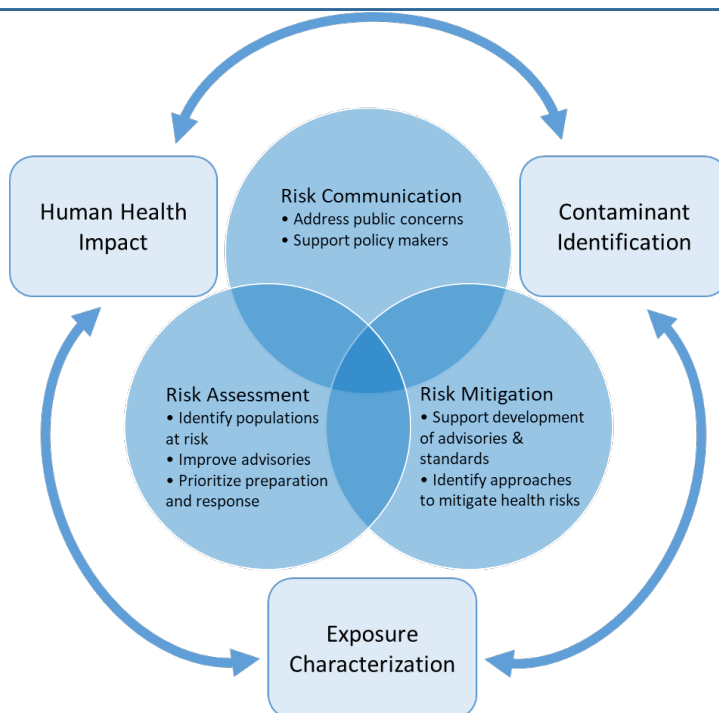 Human Health
Impact
Contaminant
Identification
Risk Communication
• Address public concerns
• Support policy makers
Risk Assessment
• Identify populations
at risk
• Improve advisories
• Prioritize preparation
and response
Risk Mitigation
• Support development
of advisories &
standards
• Identify approaches
to mitigate health risks
Exposure
Characterization